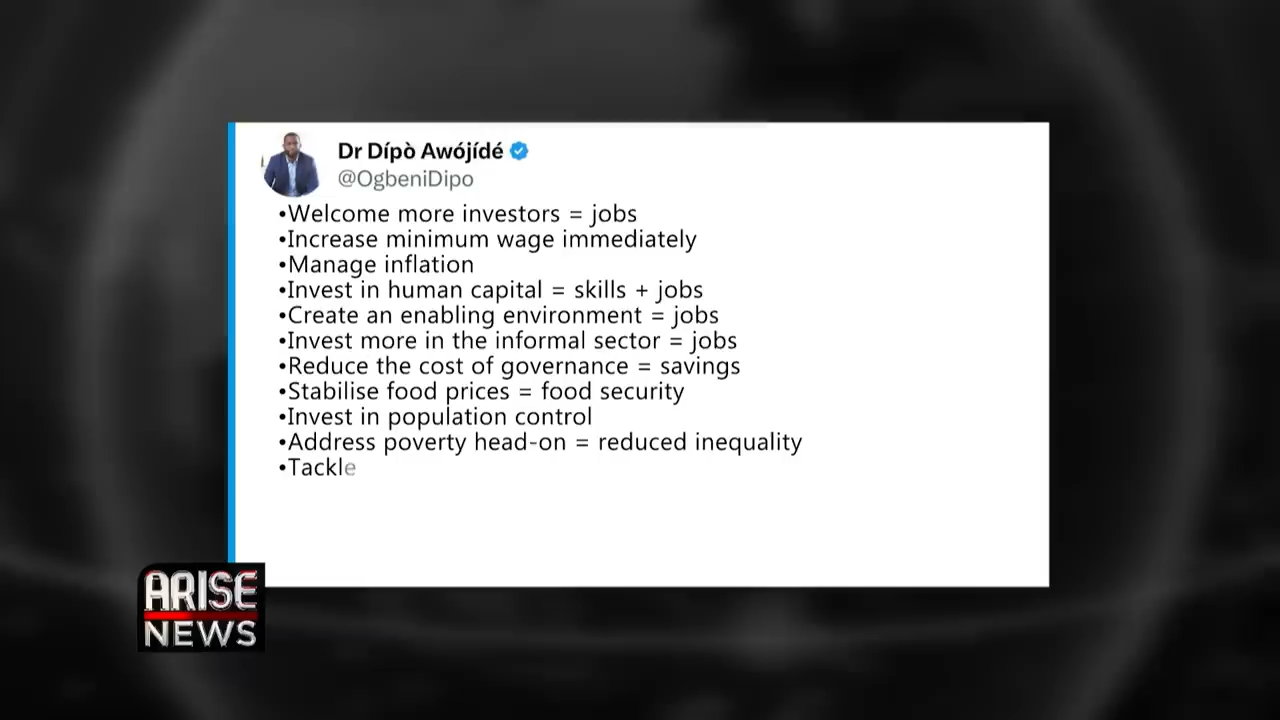 Dr Dípò Awójídé
@OgbeniDipo
•Welcome more investors = jobs
•Increase minimum wage immediately
•Manage inflation
•Invest in human capital = skills + jobs
•Create an enabling environment = jobs
•Invest more in the informal sector = jobs
•Reduce the cost of governance = savings
•Stabilise food prices = food security
•Invest in population control
•Address poverty head-on = reduced inequality
•Tackle
ARISE
NEWS